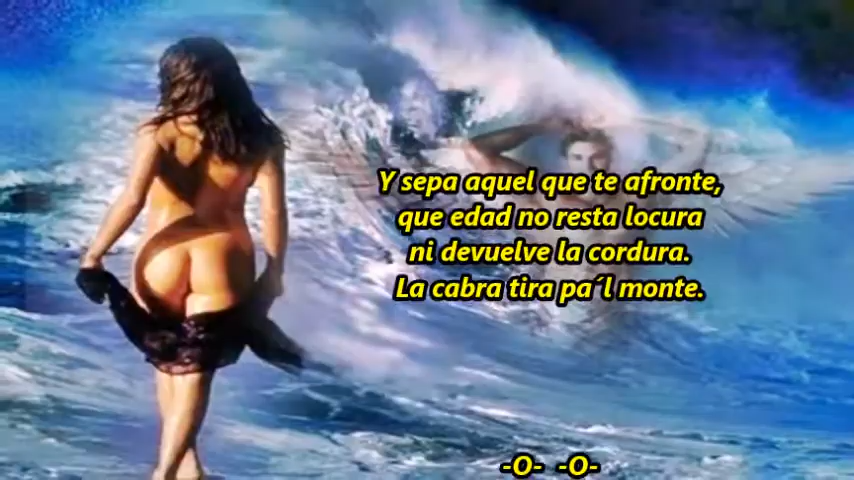 Y sepa aquel que te afronte,
que edad no resta locura
ni devuelve la cordura.
La cabra tira pa´l monte.
-O- -O-